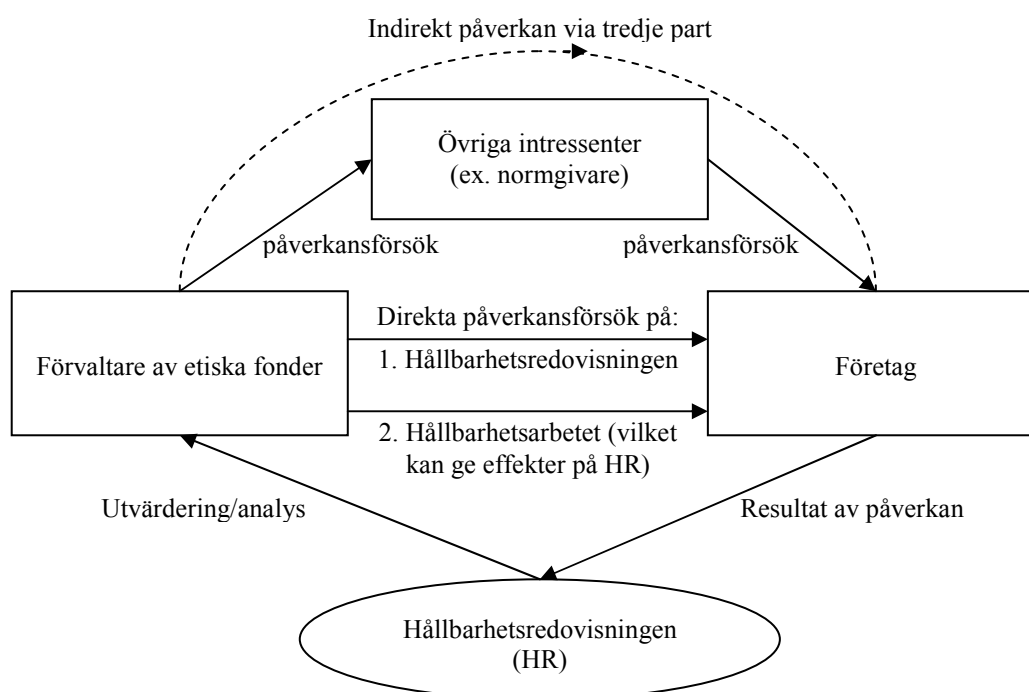 Indirekt påverkan via tredje part
Övriga intressenter
(ex. normgivare)
påverkansförsök
påverkansförsök
Förvaltare av etiska fonder
Direkta påverkansförsök på:
1. Hållbarhetsredovisningen
2. Hållbarhetsarbetet (vilket
kan ge effekter på HR)
Företag
Utvärdering/analys
Resultat av påverkan
Hållbarhetsredovisningen
(HR)